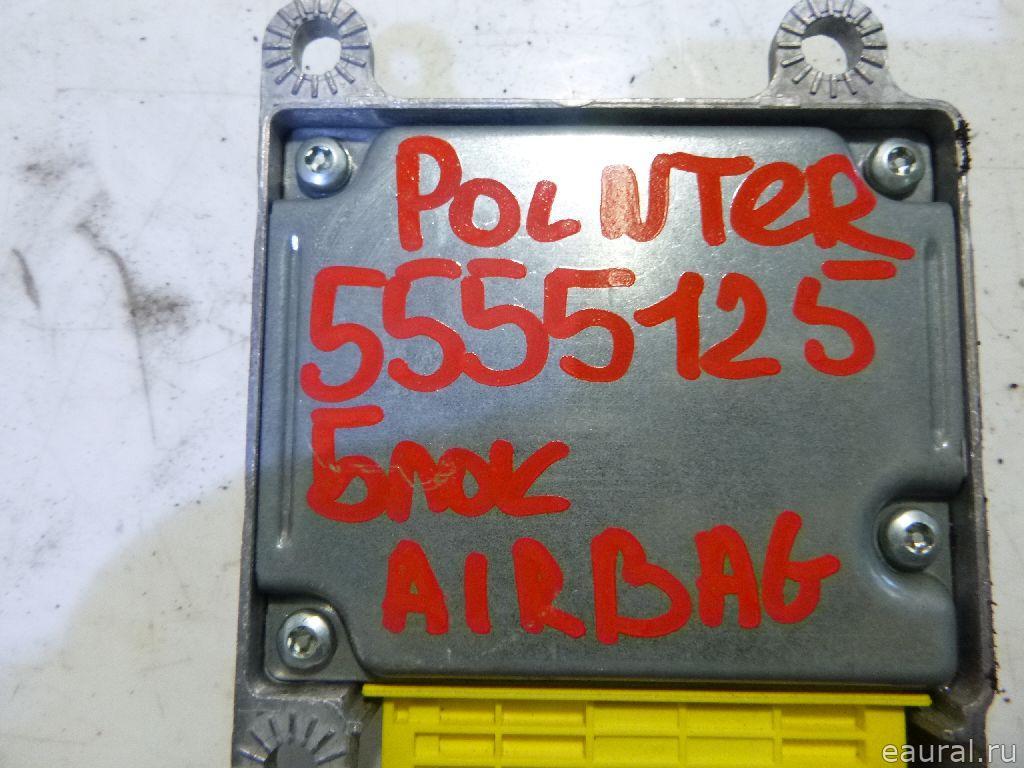 POINTER
5555125
Блок
AIRBAG
eaural.ru